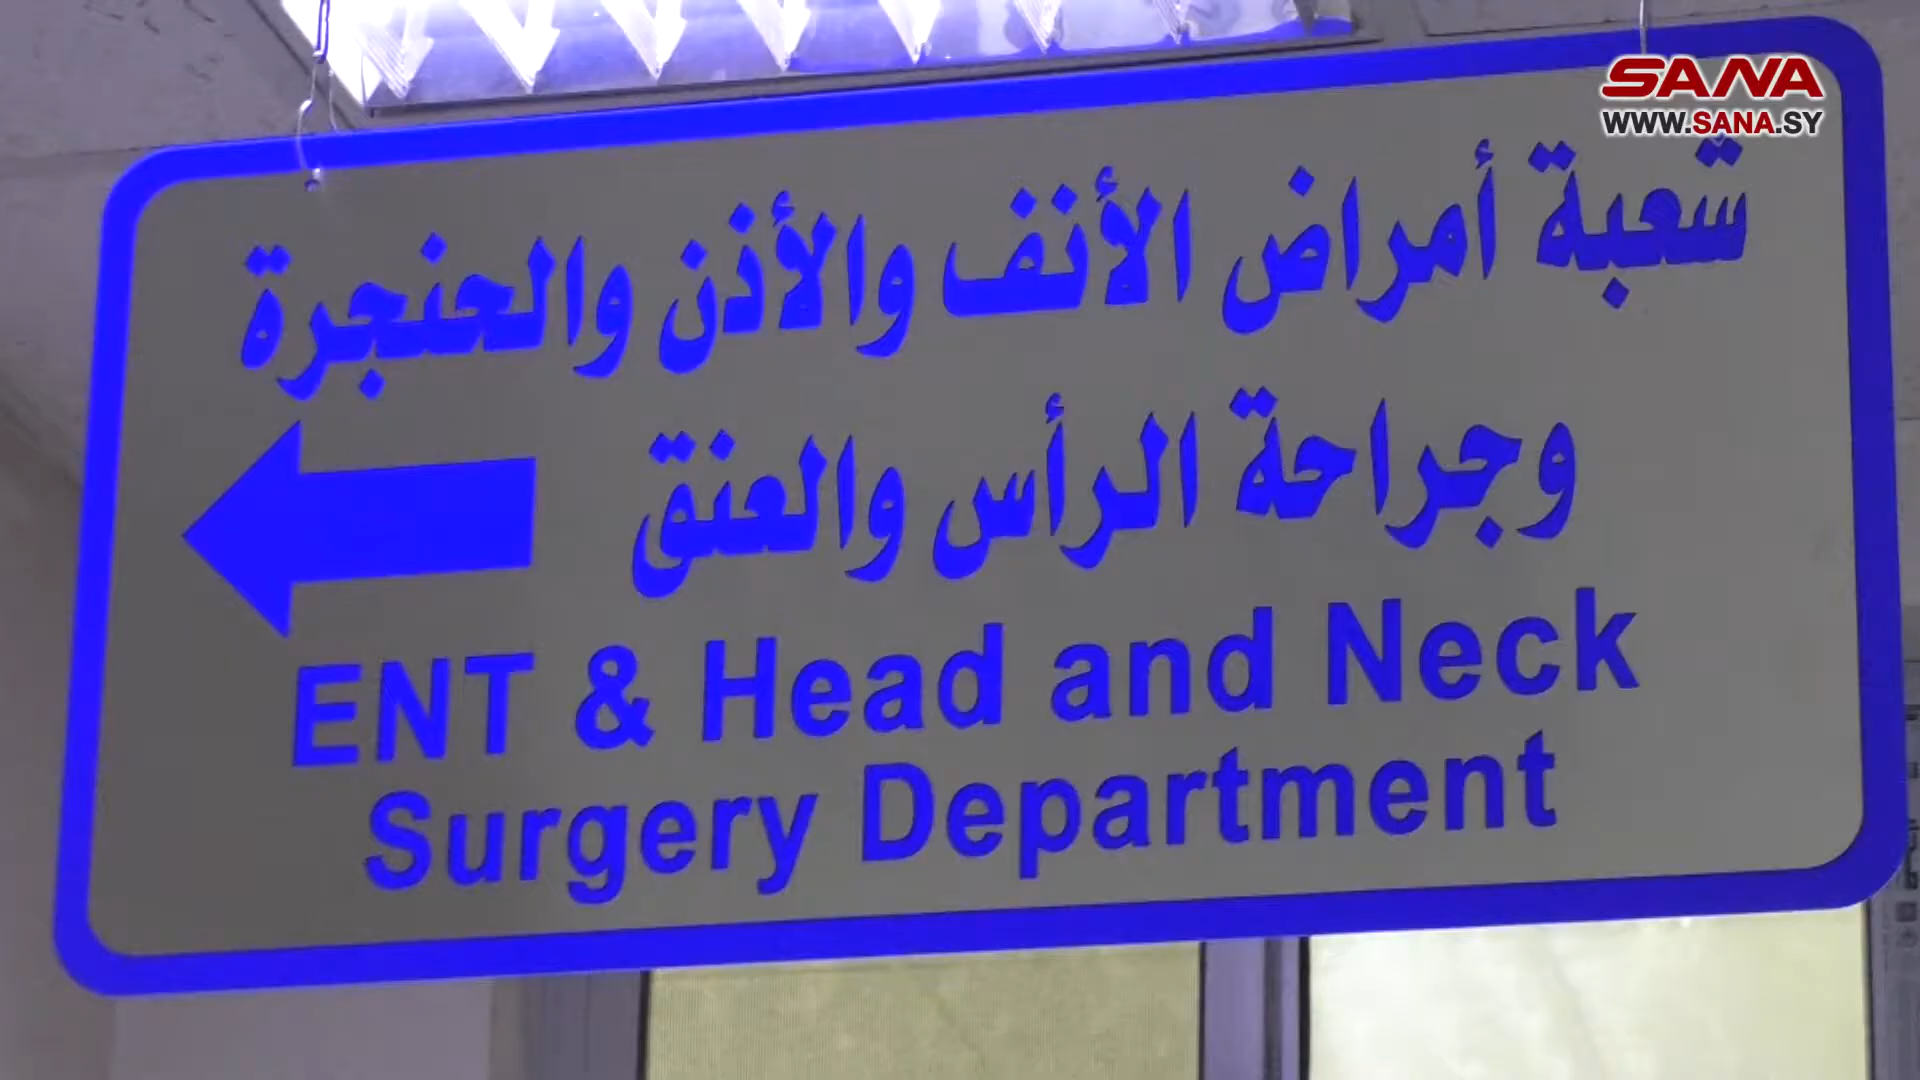 SANA
WWW.SANA.SY
شعبة أمراض الأنف والأذن والحنجرة
وجراحة الرأس والعنق
ENT & Head and Neck
Surgery Department